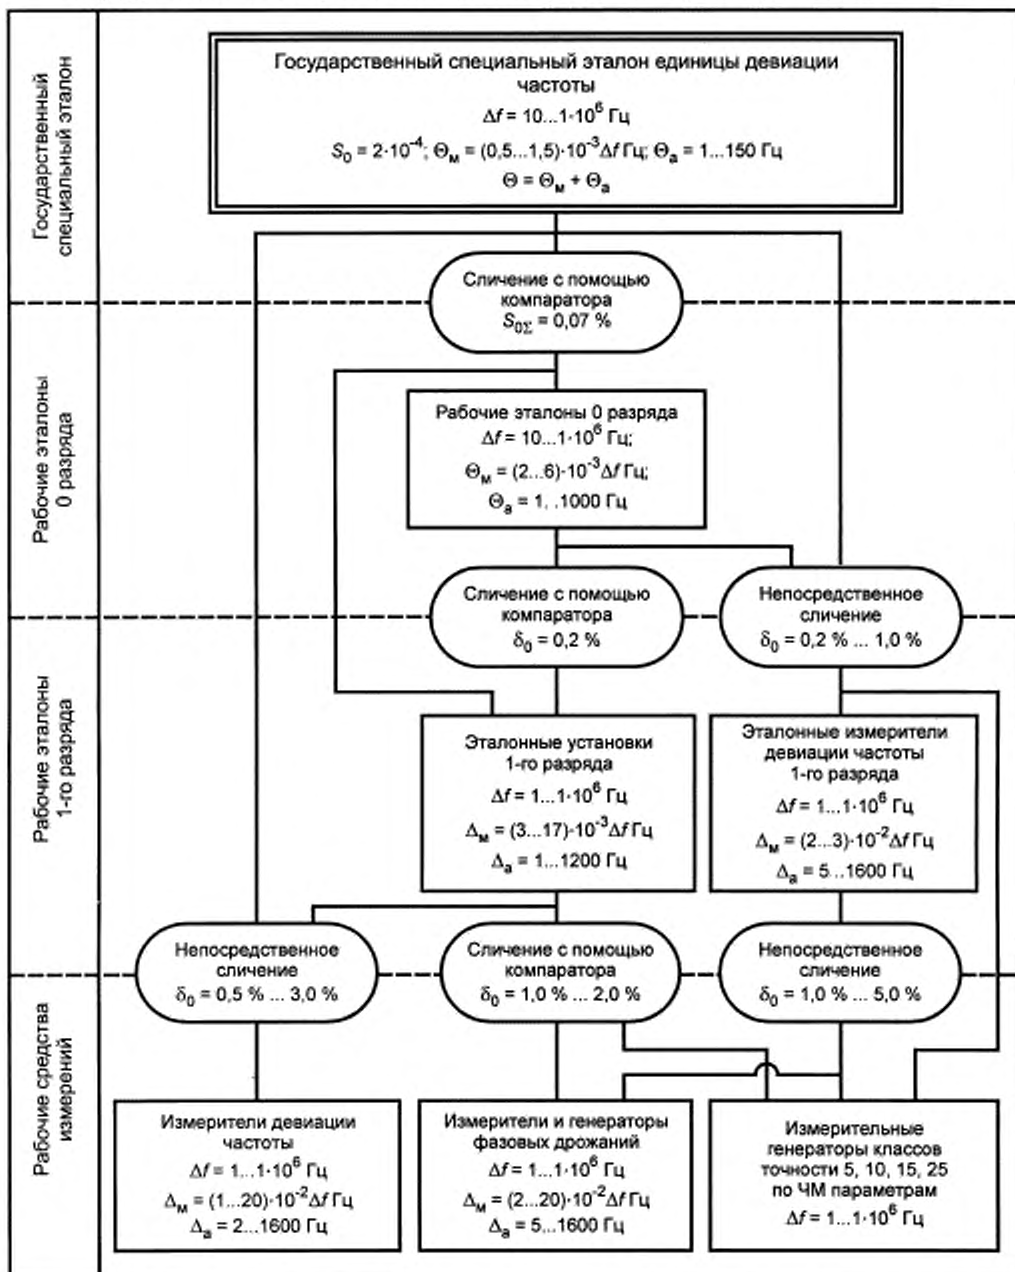 Государственный специальный эталон
Государственный специальный эталон единицы девиации
частоты
Δf = 10...1·10⁶ Гц
S₀ = 2·10⁻⁴; Θм = (0,5...1,5)·10⁻³Δf Гц; Θа = 1...150 Гц
Θ = Θм + Θа
Сличение с помощью
компаратора
S₀Σ = 0,07 %
Рабочие эталоны
0 разряда
Рабочие эталоны 0 разряда
Δf = 10...1·10⁶ Гц;
Θм = (2...6)·10⁻³Δf Гц;
Θа = 1. .1000 Гц
Сличение с помощью
компаратора
δ₀ = 0,2 %
Непосредственное
сличение
δ₀ = 0,2 % ... 1,0 %
Рабочие эталоны
1-го разряда
Эталонные установки
1-го разряда
Δf = 1...1·10⁶ Гц
Δм = (3...17)·10⁻³Δf Гц
Δа = 1...1200 Гц
Эталонные измерители
девиации частоты
1-го разряда
Δf = 1...1·10⁶ Гц
Δм = (2...3)·10⁻²Δf Гц
Δа = 5...1600 Гц
Непосредственное
сличение
δ₀ = 0,5 % ... 3,0 %
Сличение с помощью
компаратора
δ₀ = 1,0 % ... 2,0 %
Непосредственное
сличение
δ₀ = 1,0 % ... 5,0 %
Рабочие средства
измерений
Измерители девиации
частоты
Δf = 1...1·10⁶ Гц
Δм = (1...20)·10⁻²Δf Гц
Δа = 2...1600 Гц
Измерители и генераторы
фазовых дрожаний
Δf = 1...1·10⁶ Гц
Δм = (2...20)·10⁻²Δf Гц
Δа = 5...1600 Гц
Измерительные
генераторы классов
точности 5, 10, 15, 25
по ЧМ параметрам
Δf = 1...1·10⁶ Гц